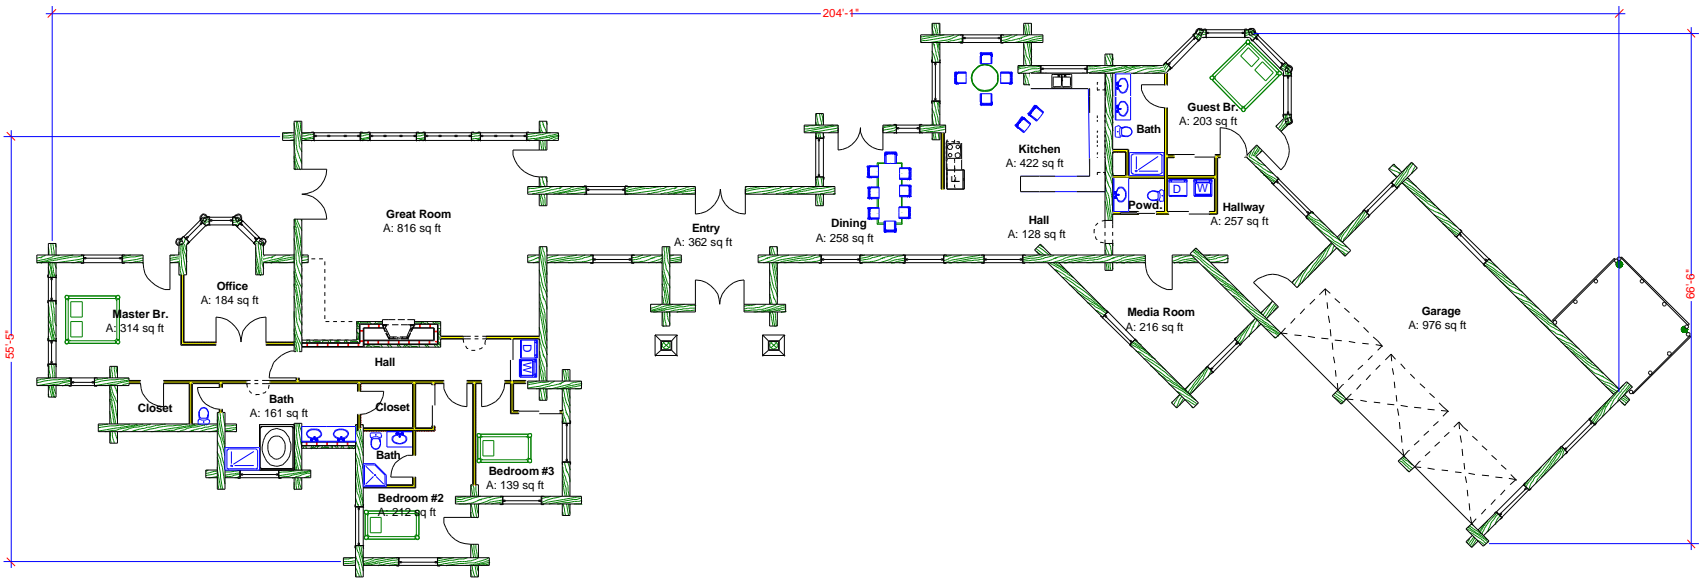 204'-1"
Guest Br.
A: 203 sq ft
Bath
Kitchen
A: 422 sq ft
F
D
W
Powd.
Hallway
A: 257 sq ft
Great Room
A: 816 sq ft
Entry
A: 362 sq ft
Dining
A: 258 sq ft
Hall
A: 128 sq ft
66'-6"
55'-5"
Office
A: 184 sq ft
Master Br.
A: 314 sq ft
Media Room
A: 216 sq ft
Garage
A: 976 sq ft
Hall
D
W
Closet
Bath
A: 161 sq ft
Closet
Bath
Bedroom #3
A: 139 sq ft
Bedroom #2
A: 212 sq ft